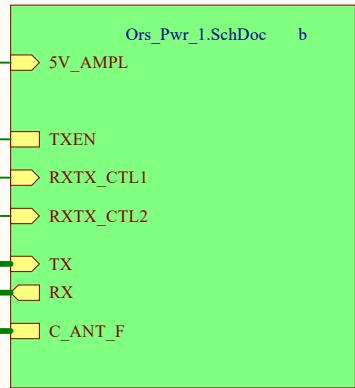 Ors_Pwr_1.SchDoc b
5V_AMPL
TXEN
RXTX_CTL1
RXTX_CTL2
TX
RX
C_ANT_F